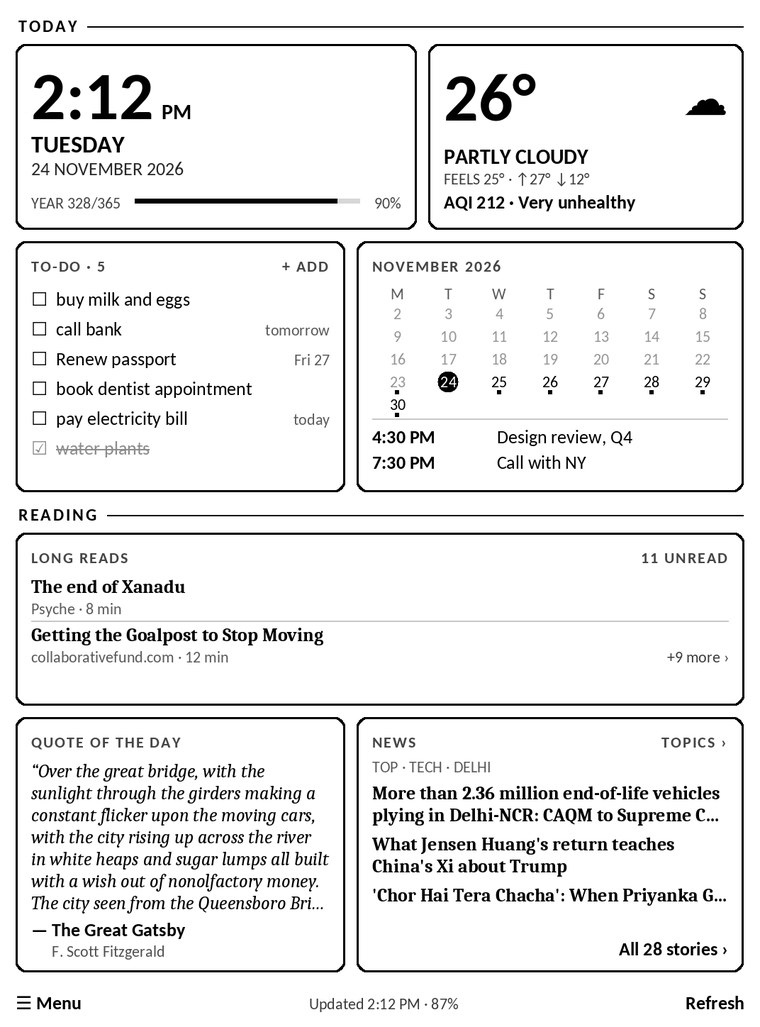 TODAY
2:12 PM
TUESDAY
24 NOVEMBER 2026
YEAR 328/365 90%
26°
PARTLY CLOUDY
FEELS 25° · ↑27° ↓12°
AQI 212 · Very unhealthy
TO-DO · 5 + ADD
☐ buy milk and eggs
☐ call bank tomorrow
☐ Renew passport Fri 27
☐ book dentist appointment
☐ pay electricity bill today
☑ water plants
NOVEMBER 2026
M T W T F S S
2 3 4 5 6 7 8
9 10 11 12 13 14 15
16 17 18 19 20 21 22
23 24 25 26 27 28 29
30
4:30 PM Design review, Q4
7:30 PM Call with NY
READING
LONG READS 11 UNREAD
The end of Xanadu
Psyche · 8 min
Getting the Goalpost to Stop Moving
collaborativefund.com · 12 min +9 more ›
QUOTE OF THE DAY
“Over the great bridge, with the
sunlight through the girders making a
constant flicker upon the moving cars,
with the city rising up across the river
in white heaps and sugar lumps all built
with a wish out of nonolfactory money.
The city seen from the Queensboro Bri...
— The Great Gatsby
F. Scott Fitzgerald
NEWS TOPICS ›
TOP · TECH · DELHI
More than 2.36 million end-of-life vehicles
plying in Delhi-NCR: CAQM to Supreme C...
What Jensen Huang's return teaches
China's Xi about Trump
'Chor Hai Tera Chacha': When Priyanka G...
All 28 stories ›
☰ Menu Updated 2:12 PM · 87% Refresh